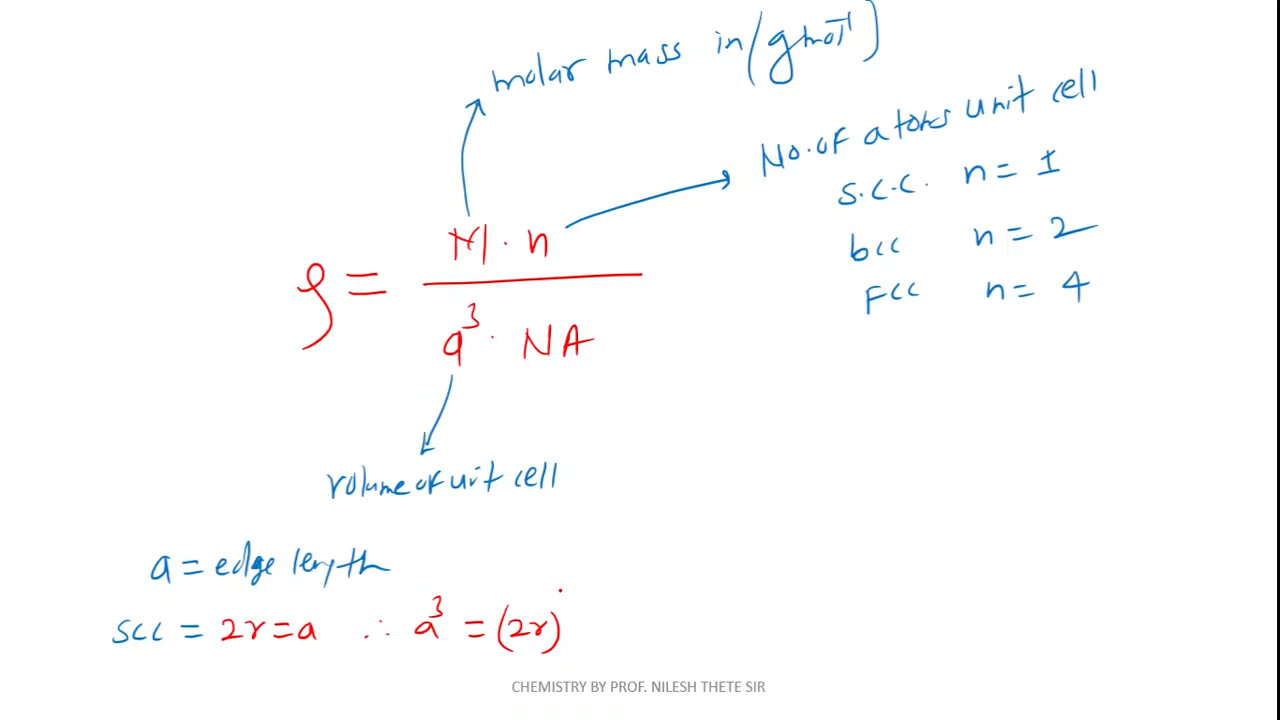 molar mass in (g mol⁻¹)
No. of atoms unit cell
S.C.C. n = 1
bcc n = 2
FCC n = 4
ρ = M · n / a³ · NA
volume of unit cell
a = edge length
scc = 2r = a ∴ a³ = (2r)
CHEMISTRY BY PROF. NILESH THETE SIR